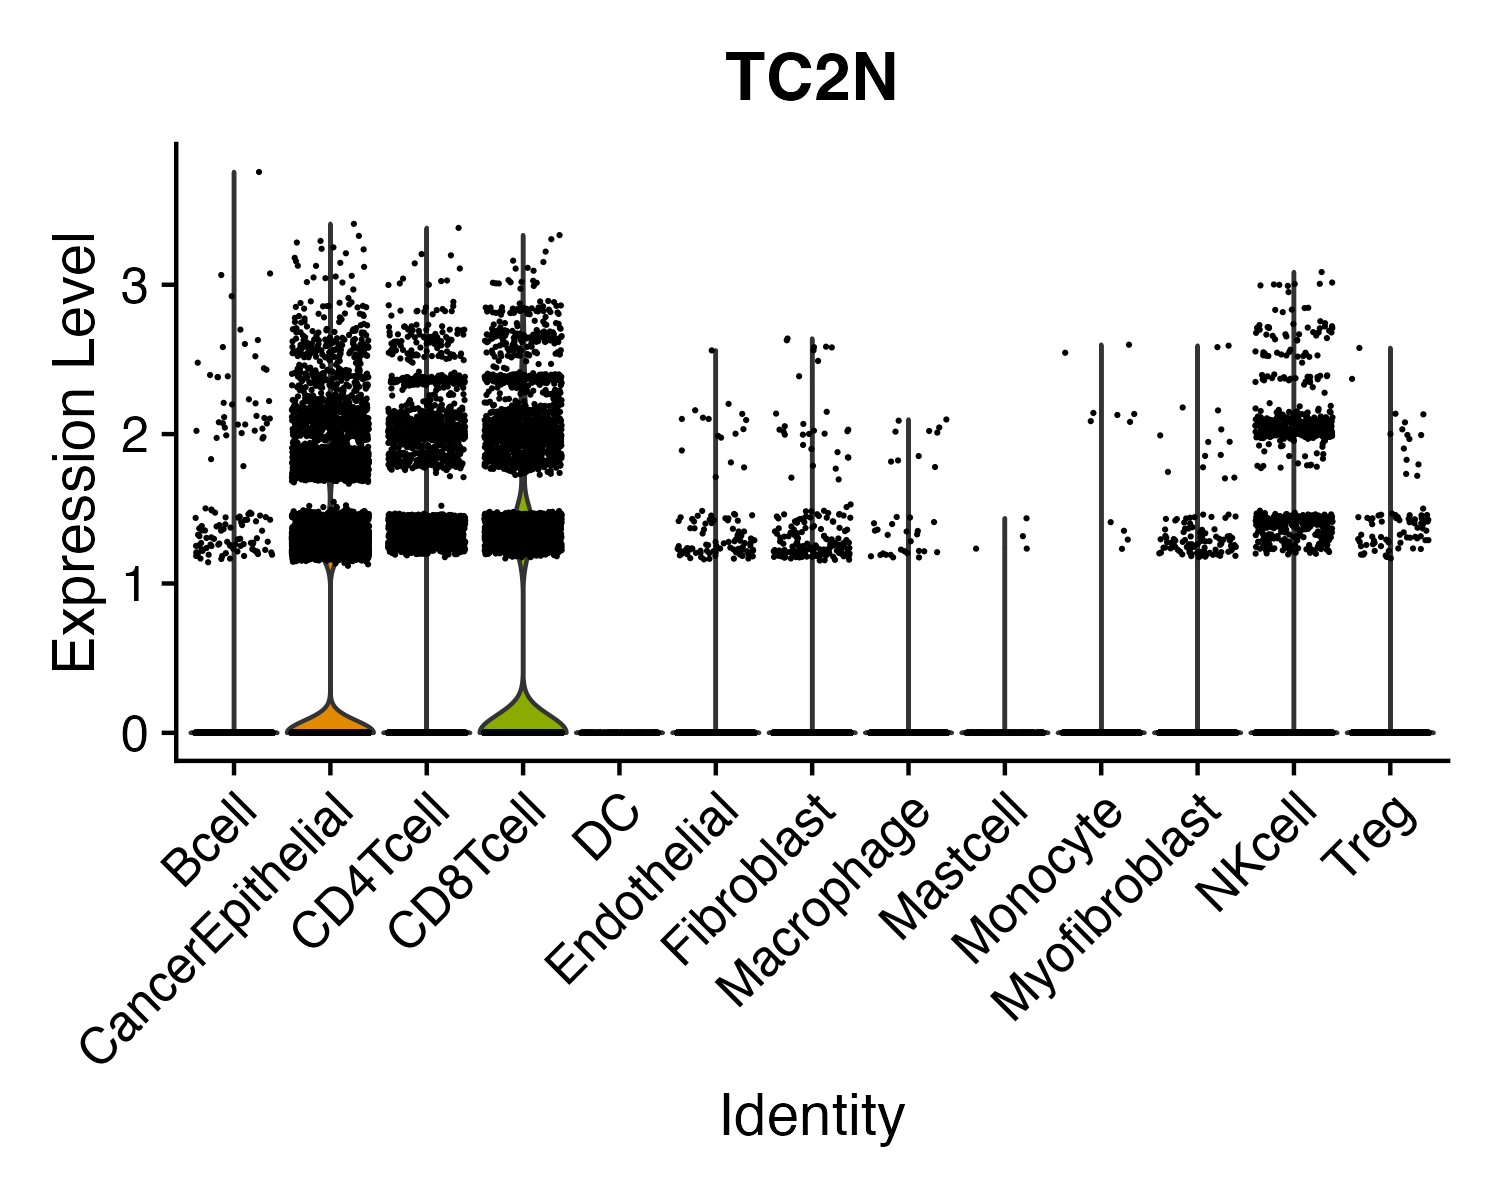 TC2N
Expression Level
3
2
1
0
Bcell
CancerEpithelial
CD4Tcell
CD8Tcell
DC
Endothelial
Fibroblast
Macrophage
Mastcell
Monocyte
Myofibroblast
NKcell
Treg
Identity